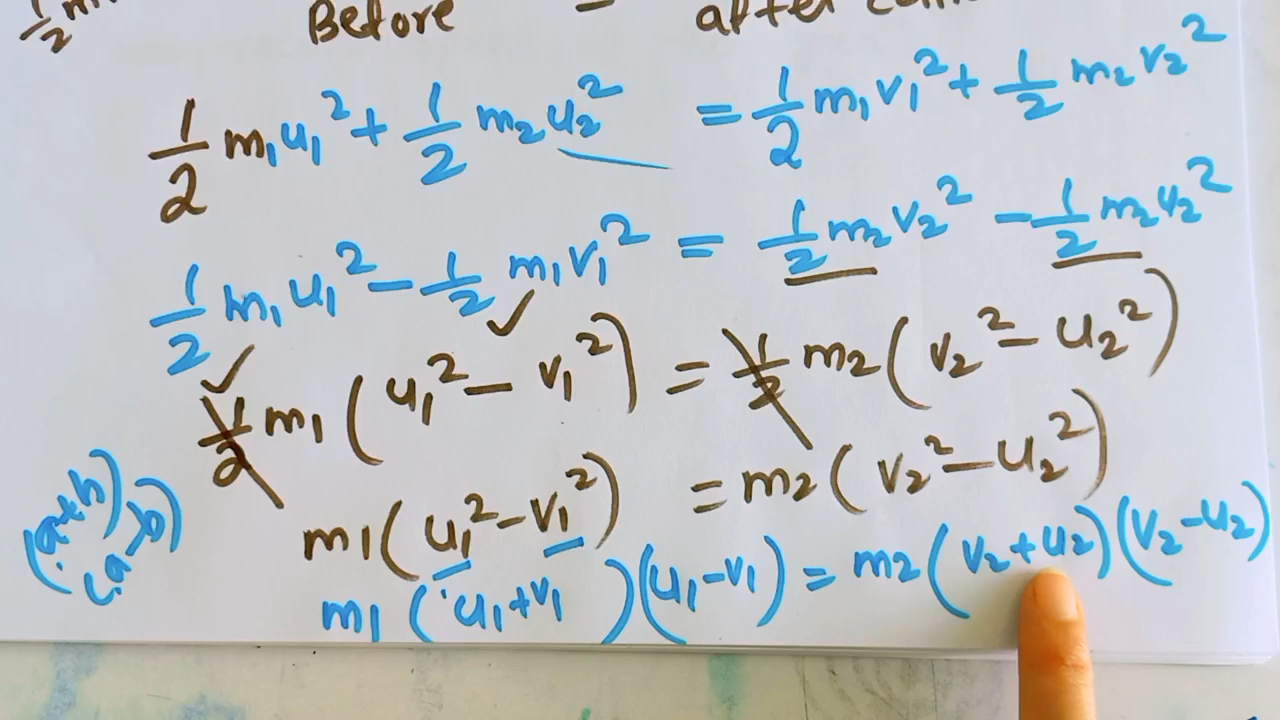 Before = after
½ m₁u₁² + ½ m₂u₂² = ½ m₁v₁² + ½ m₂v₂²
½ m₁u₁² − ½ m₁v₁² = ½ m₂v₂² − ½ m₂u₂²
½ m₁(u₁² − v₁²) = ½ m₂(v₂² − u₂²)
m₁(u₁² − v₁²) = m₂(v₂² − u₂²)
(a+b)
(a−b)
m₁(u₁+v₁)(u₁−v₁) = m₂(v₂+u₂)(v₂−u₂)